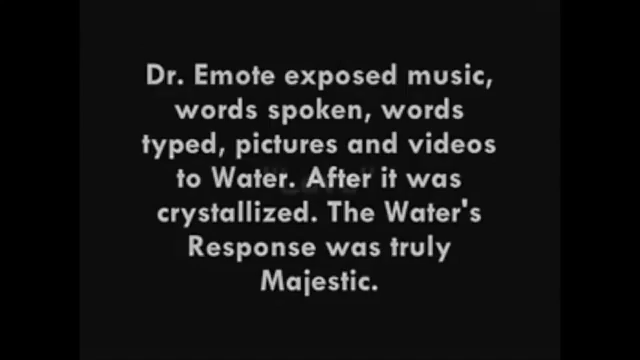 Dr. Emote exposed music,
words spoken, words
typed, pictures and videos
to Water. After it was
crystallized. The Water's
Response was truly
Majestic.